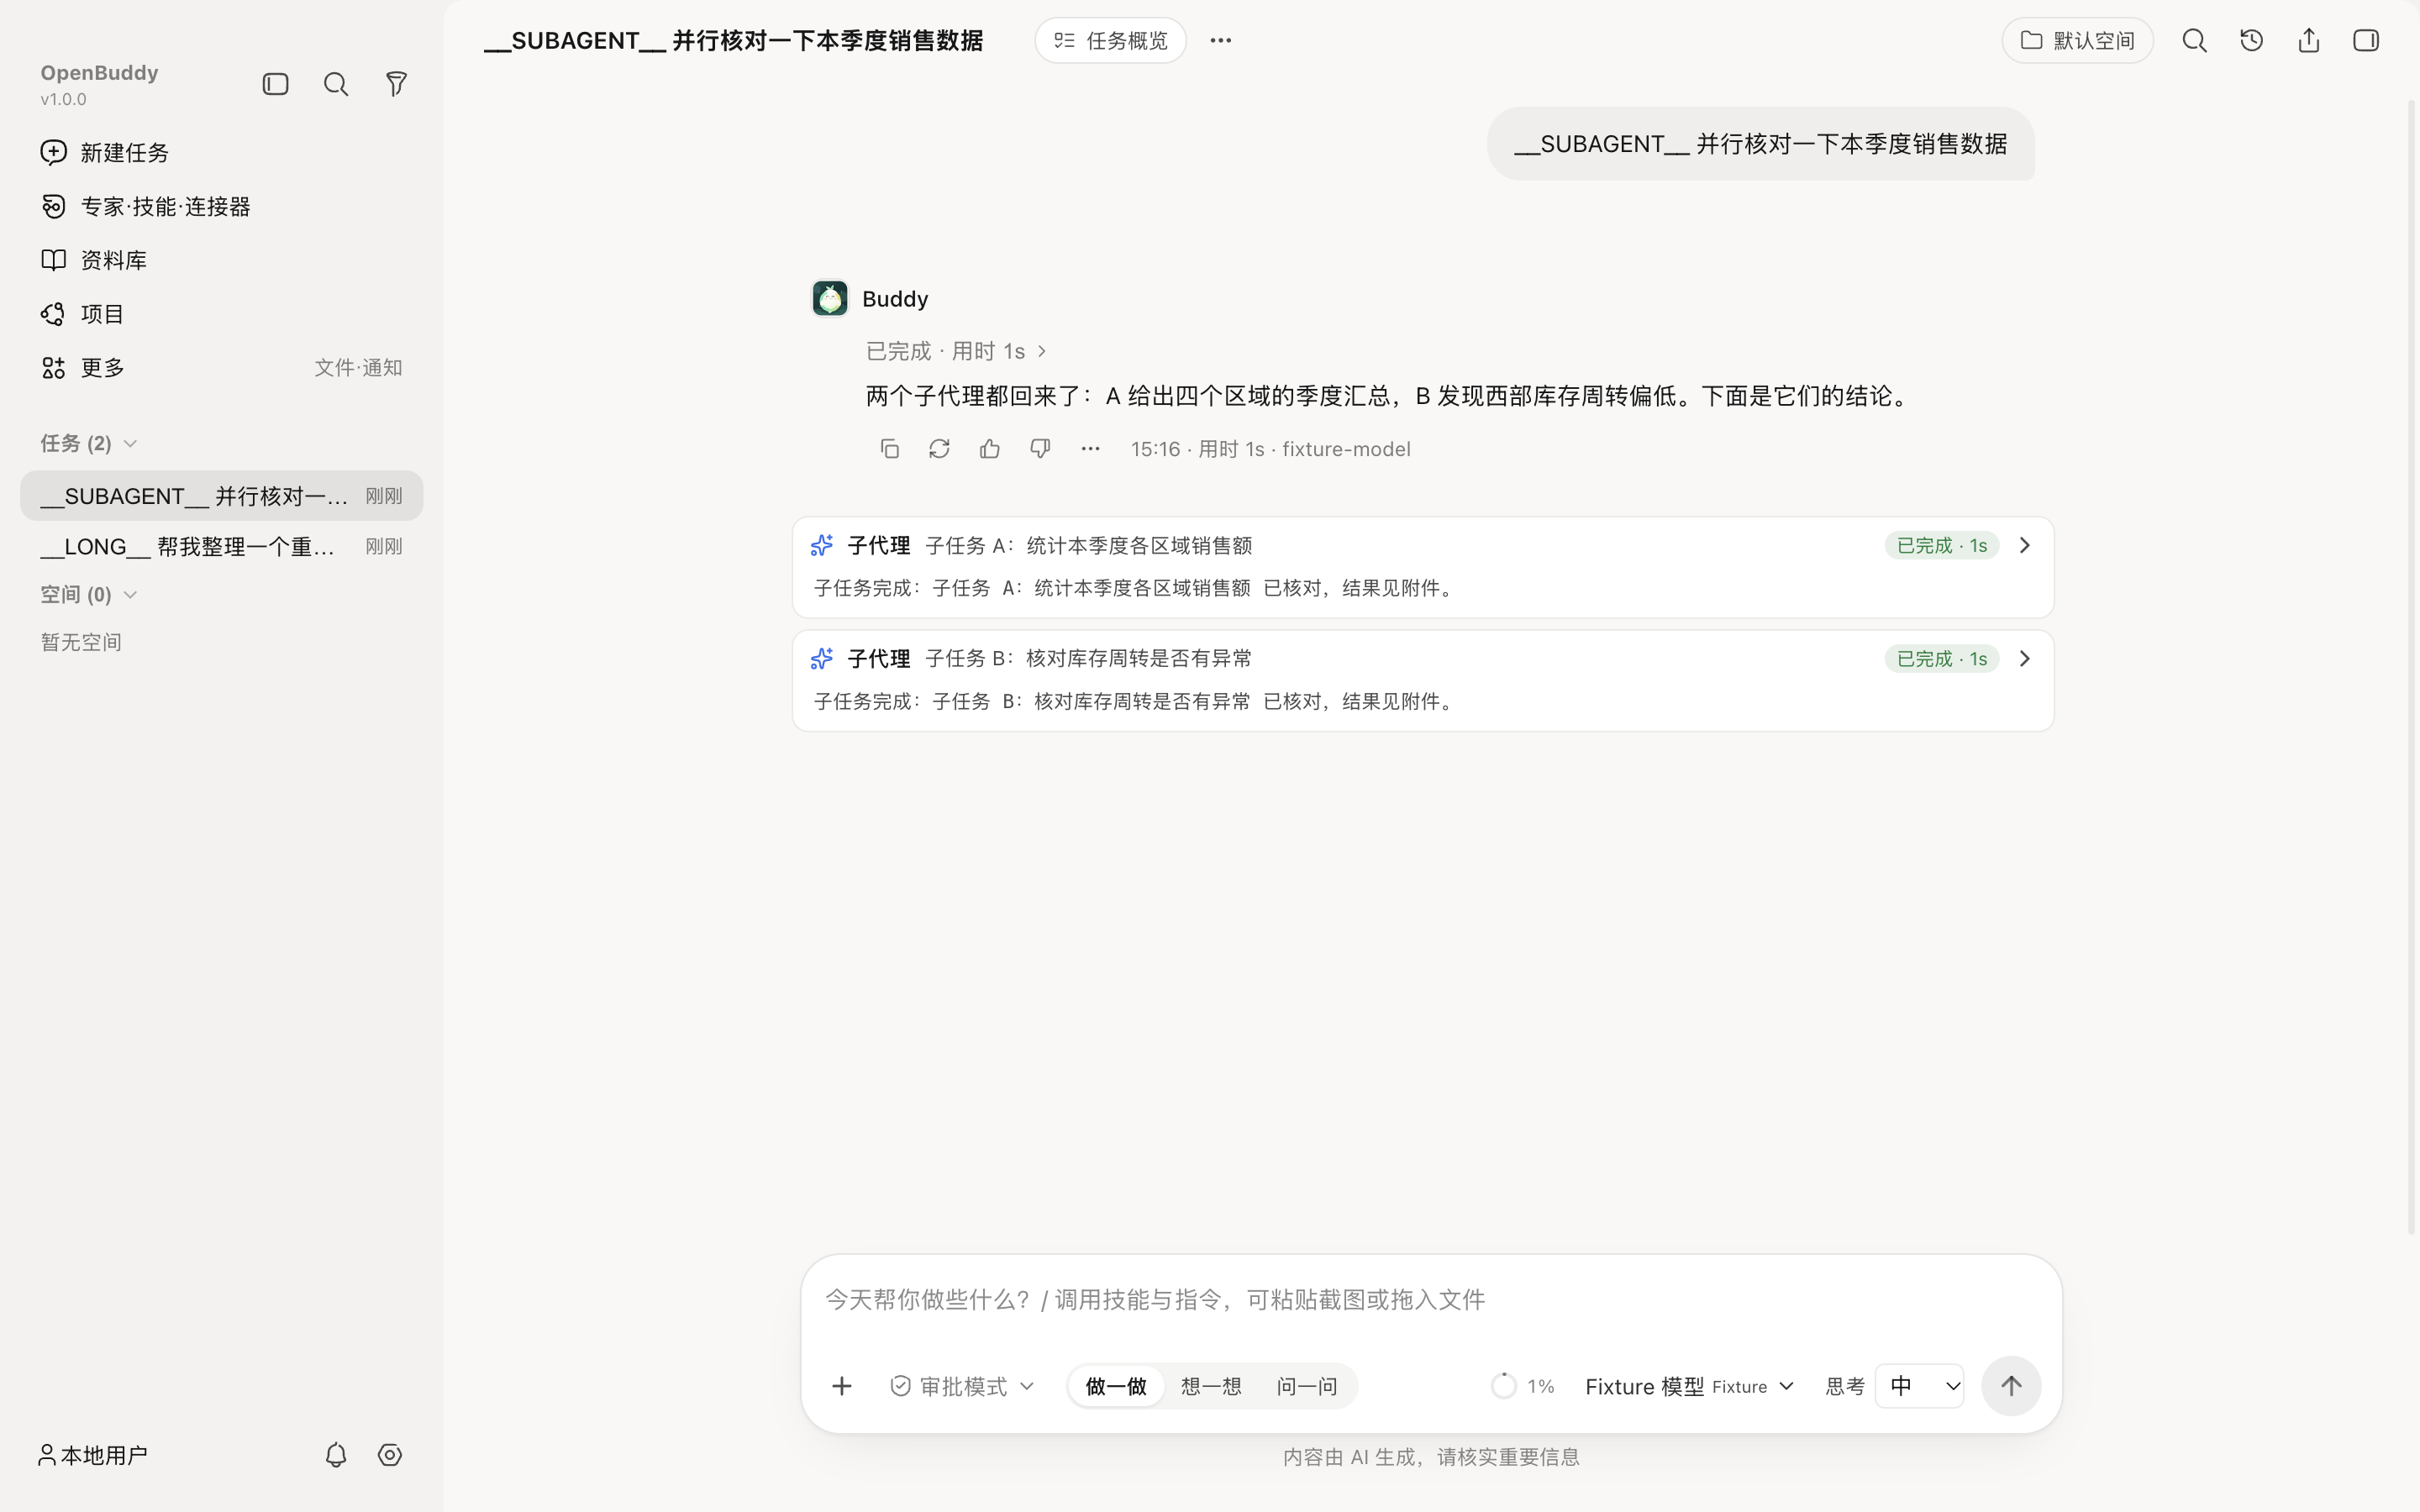 OpenBuddy
v1.0.0
新建任务
专家·技能·连接器
资料库
项目
更多 文件·通知
任务 (2)
__SUBAGENT__ 并行核对一… 刚刚
__LONG__ 帮我整理一个重… 刚刚
空间 (0)
暂无空间
本地用户
__SUBAGENT__ 并行核对一下本季度销售数据 任务概览 默认空间
__SUBAGENT__ 并行核对一下本季度销售数据
Buddy
已完成 · 用时 1s
两个子代理都回来了：A 给出四个区域的季度汇总，B 发现西部库存周转偏低。下面是它们的结论。
15:16 · 用时 1s · fixture-model
子代理 子任务 A：统计本季度各区域销售额 已完成 · 1s
子任务完成：子任务 A：统计本季度各区域销售额 已核对，结果见附件。
子代理 子任务 B：核对库存周转是否有异常 已完成 · 1s
子任务完成：子任务 B：核对库存周转是否有异常 已核对，结果见附件。
今天帮你做些什么？/ 调用技能与指令，可粘贴截图或拖入文件
审批模式 做一做 想一想 问一问 1% Fixture 模型 Fixture 思考 中
内容由 AI 生成，请核实重要信息